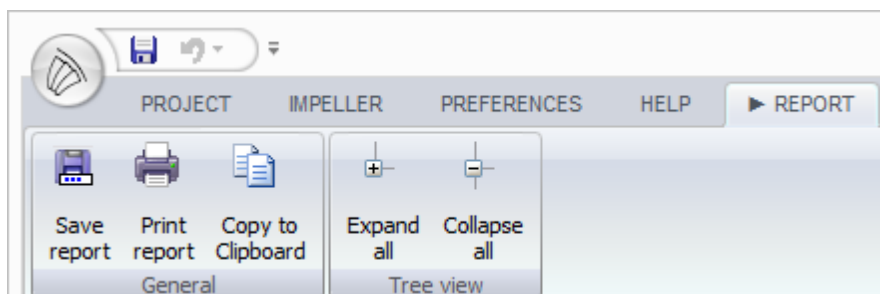 PROJECT IMPELLER PREFERENCES HELP ► REPORT
Save report Print report Copy to Clipboard Expand all Collapse all
General Tree view